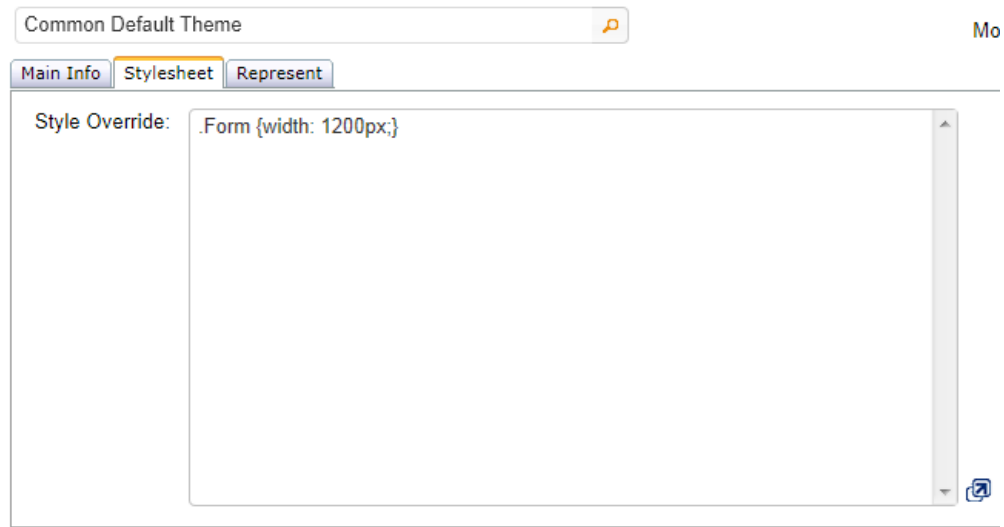 Common Default Theme
Mo
Main Info Stylesheet Represent
Style Override:
.Form {width: 1200px;}